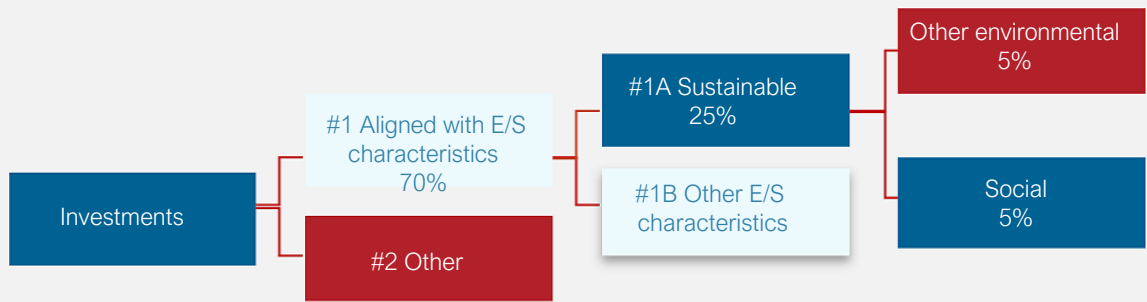 Investments
#1 Aligned with E/S
characteristics
70%
#2 Other
#1A Sustainable
25%
#1B Other E/S
characteristics
Other environmental
5%
Social
5%